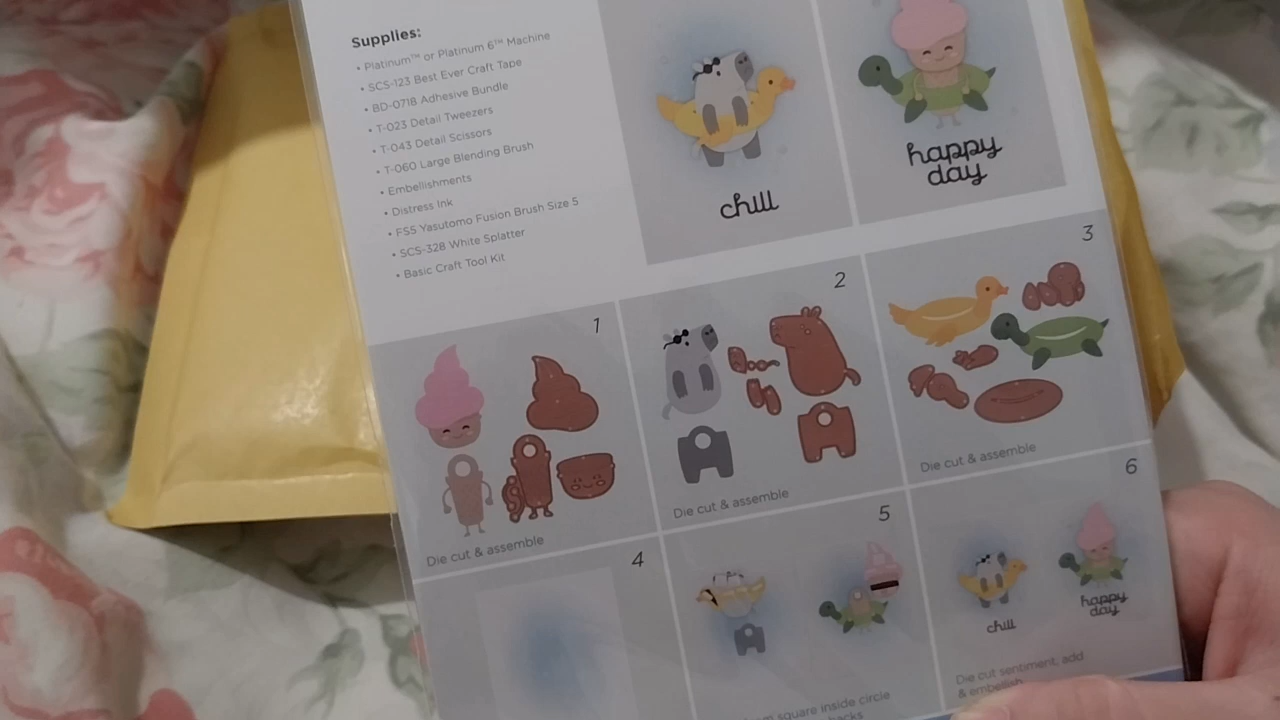 Supplies:
• Platinum™ or Platinum 6™ Machine
• SCS-123 Best Ever Craft Tape
• BD-0718 Adhesive Bundle
• T-023 Detail Tweezers
• T-043 Detail Scissors
• T-060 Large Blending Brush
• Embellishments
• Distress Ink
• FS5 Yasutomo Fusion Brush Size 5
• SCS-328 White Splatter
• Basic Craft Tool Kit
chill
happy
day
1
Die cut & assemble
2
Die cut & assemble
3
Die cut & assemble
4
5
square inside circle
6
chill
happy
day
Die cut sentiment, add
& embellish